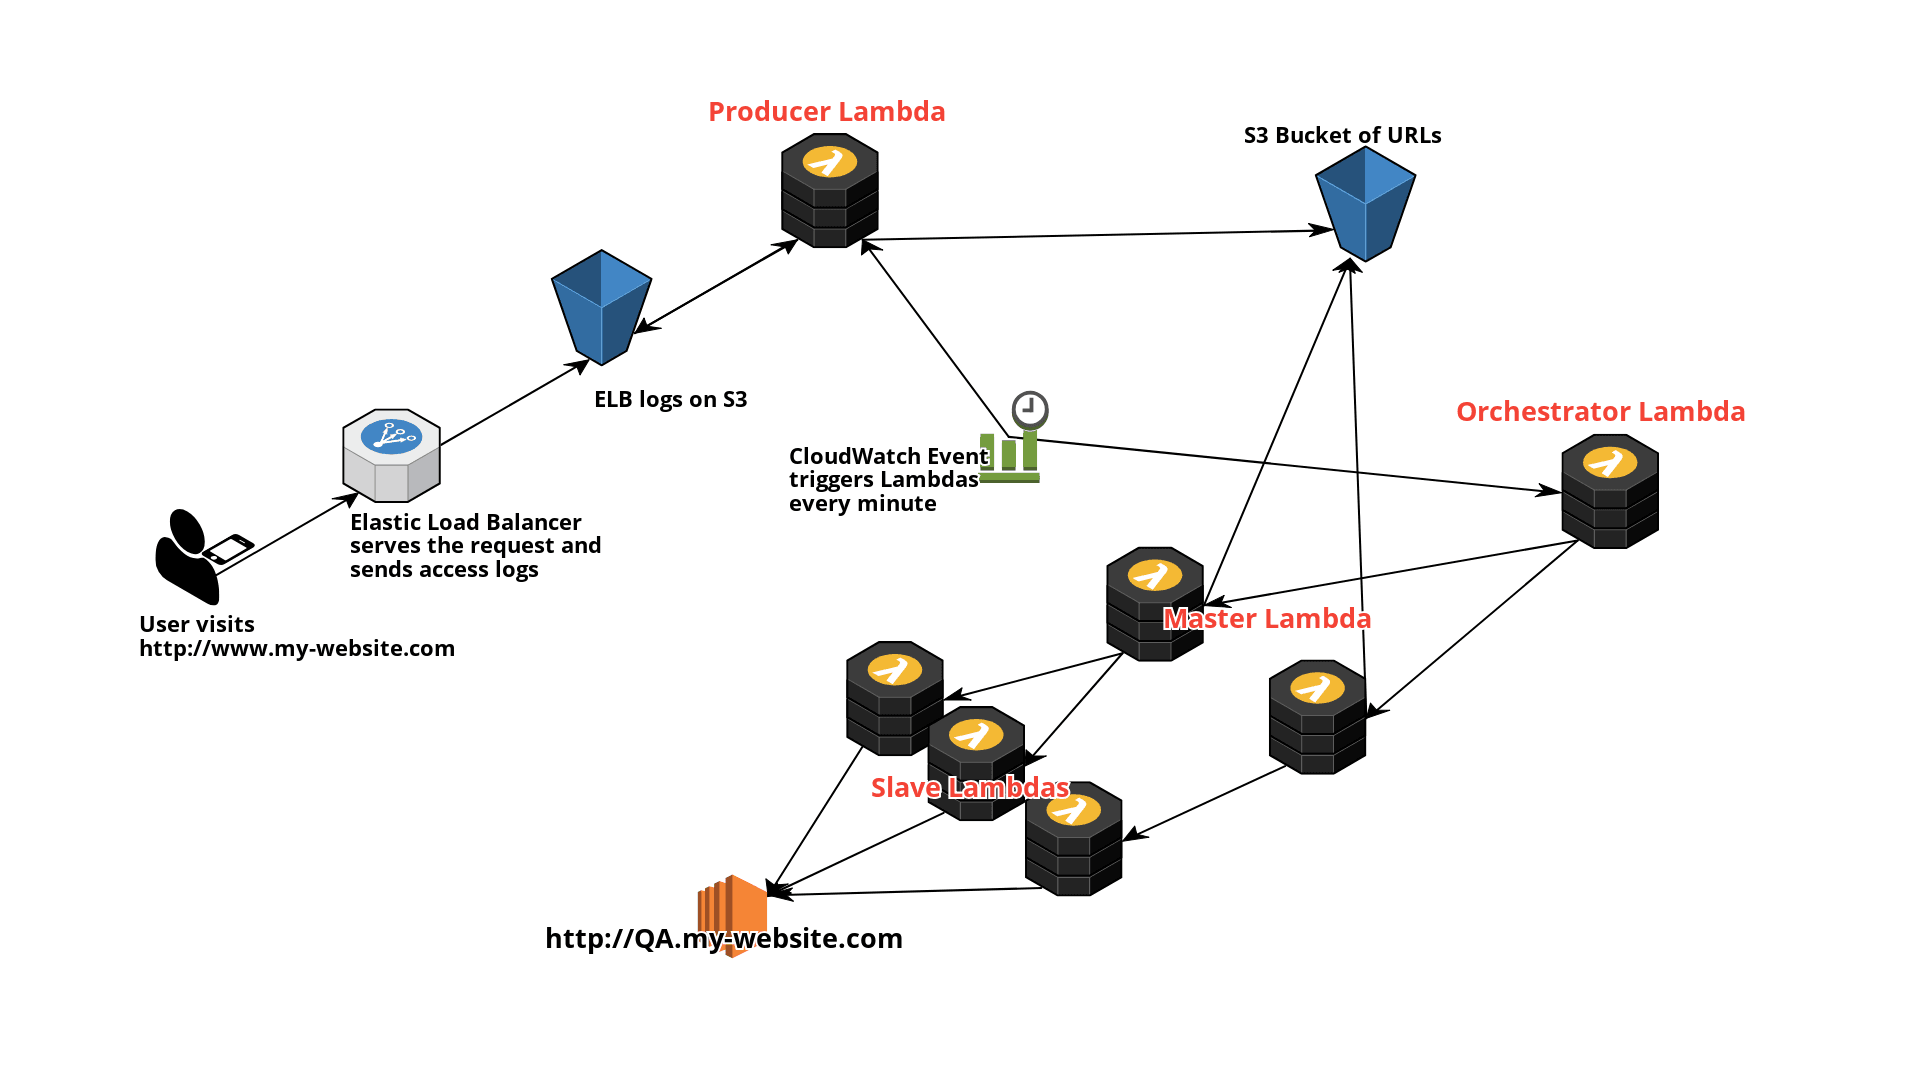 Producer Lambda
S3 Bucket of URLs
ELB logs on S3
Orchestrator Lambda
CloudWatch Event
triggers Lambdas
every minute
Elastic Load Balancer
serves the request and
sends access logs
User visits
http://www.my-website.com
Master Lambda
Slave Lambdas
http://QA.my-website.com